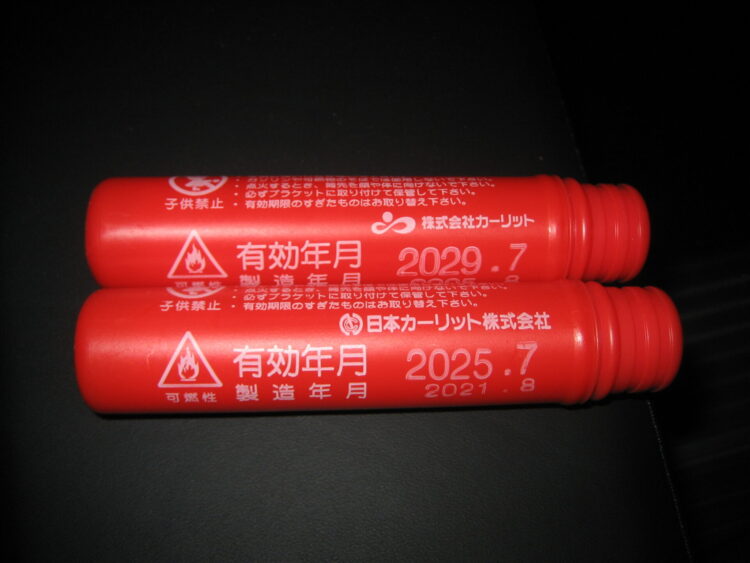 ・点火するとき、筒先を顔や体に向けないで下さい。
・必ずブラケットに取り付けて保管して下さい。
子供禁止
・有効期限のすぎたものはお取り替え下さい。
株式会社カーリット
有効年月 2029.7
製造年月
・必ずブラケットに取り付けて保管して下さい。
子供禁止
・有効期限のすぎたものはお取り替え下さい。
日本カーリット株式会社
有効年月 2025.7
可燃性 製造年月 2021.8